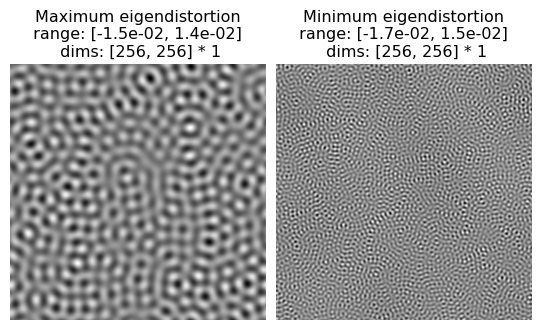 Maximum eigendistortion
range: [-1.5e-02, 1.4e-02]
dims: [256, 256] * 1
Minimum eigendistortion
range: [-1.7e-02, 1.5e-02]
dims: [256, 256] * 1